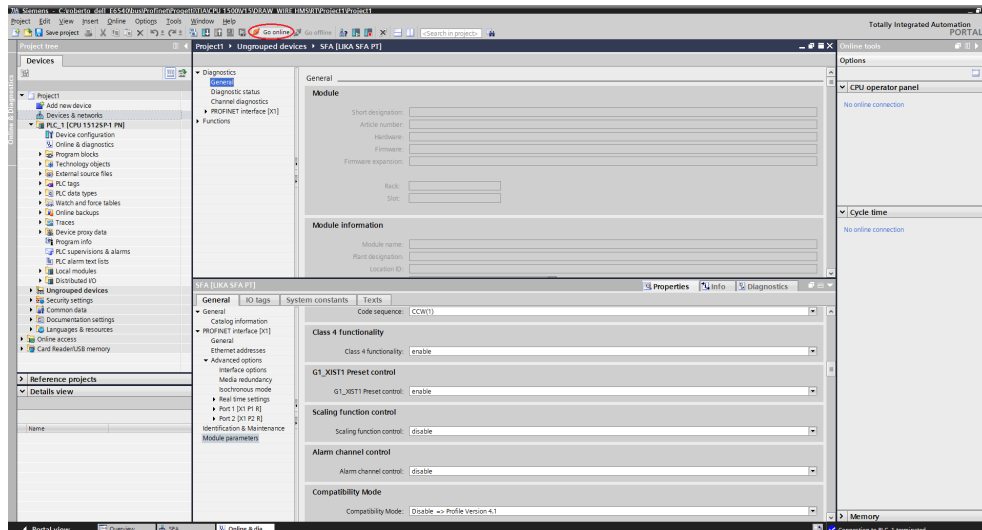 Siemens - C:\roberto_dell_E6540\bus\Profinet\Progetti\TIA\CPU 1500\V15\DRAW_WIRE HMSIRT\Project1\Project1
Project Edit View Insert Online Options Tools Window Help
Totally Integrated Automation
PORTAL
Save project Go online Go offline <Search in project>
Project tree
Project1 Ungrouped devices SFA [LIKA SFA PT]
Online tools
Devices
Options
Online & Diagnostics
Project1
Add new device
Devices & networks
PLC_1 [CPU 1512SP-1 PN]
Device configuration
Online & diagnostics
Program blocks
Technology objects
External source files
PLC tags
PLC data types
Watch and force tables
Online backups
Traces
Device proxy data
Program info
PLC supervisions & alarms
PLC alarm text lists
Local modules
Distributed I/O
Ungrouped devices
Security settings
Common data
Documentation settings
Languages & resources
Online access
Card Reader/USB memory
Reference projects
Details view
Name
Diagnostics
General
Diagnostic status
Channel diagnostics
PROFINET interface [X1]
Functions
General
Module
Short designation:
Article number:
Hardware:
Firmware:
Firmware expansion:
Rack:
Slot:
Module information
Module name:
Plant designation:
Location ID:
CPU operator panel
No online connection
Cycle time
No online connection
Memory
SFA [LIKA SFA PT]
Properties Info Diagnostics
General IO tags System constants Texts
General
Catalog information
PROFINET interface [X1]
General
Ethernet addresses
Advanced options
Interface options
Media redundancy
Isochronous mode
Real time settings
Port 1 [X1 P1 R]
Port 2 [X1 P2 R]
Identification & Maintenance
Module parameters
Code sequence: CCW(1)
Class 4 functionality
Class 4 functionality: enable
G1_XIST1 Preset control
G1_XIST1 Preset control: enable
Scaling function control
Scaling function control: disable
Alarm channel control
Alarm channel control: disable
Compatibility Mode
Compatibility Mode: Disable => Profile Version 4.1
Portal view Overview SFA Online & dia...
Connection to PLC_1 terminated.